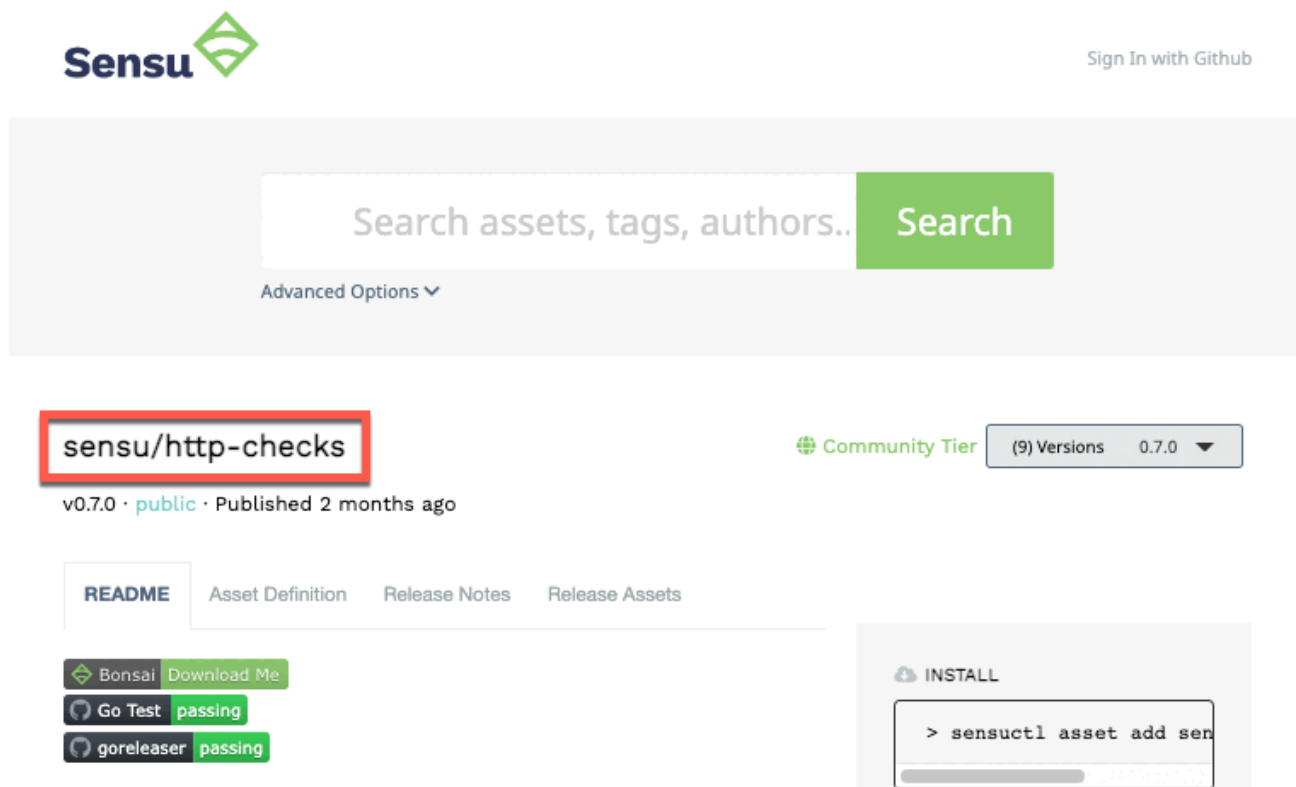 Sensu
Sign In with Github
Search assets, tags, authors..
Search
Advanced Options
sensu/http-checks
Community Tier
(9) Versions 0.7.0
v0.7.0 · public · Published 2 months ago
README Asset Definition Release Notes Release Assets
Bonsai Download Me
Go Test passing
goreleaser passing
INSTALL
> sensuctl asset add sen